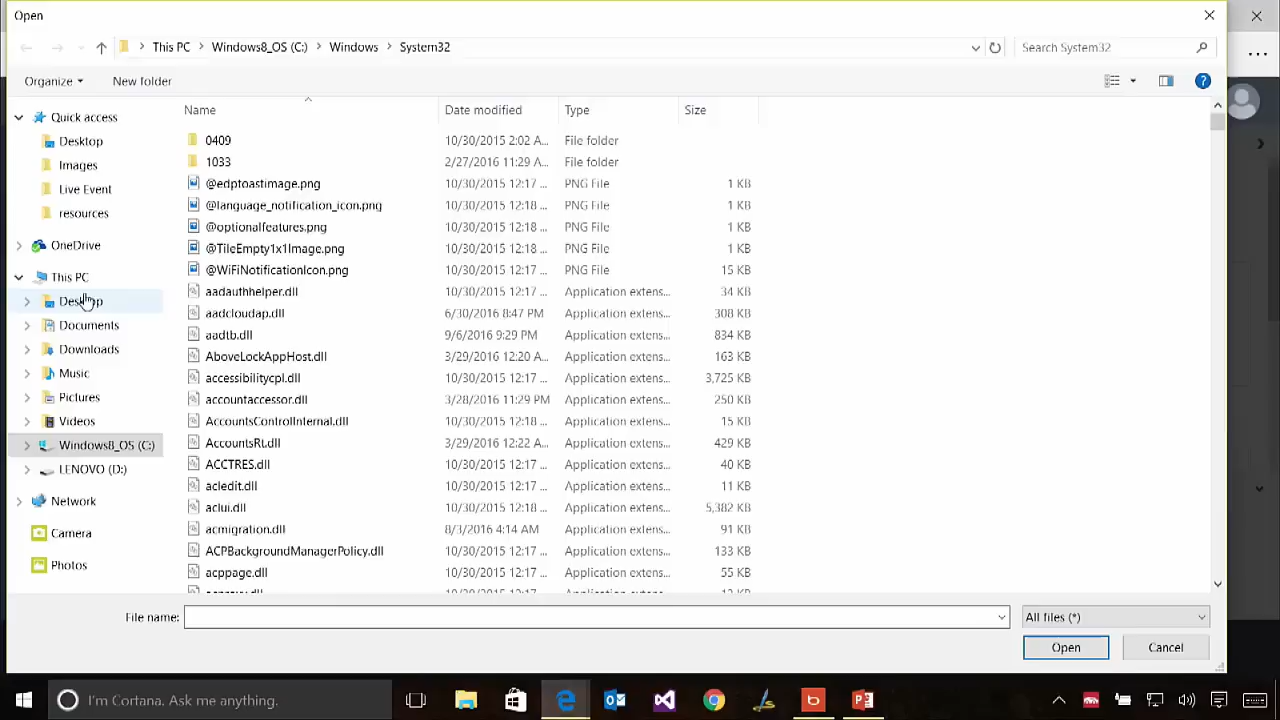 Open
This PC Windows8_OS (C:) Windows System32 Search System32
Organize New folder
Name Date modified Type Size
Quick access
Desktop
Images
Live Event
resources
OneDrive
This PC
Desktop
Documents
Downloads
Music
Pictures
Videos
Windows8_OS (C:)
LENOVO (D:)
Network
Camera
Photos
0409 10/30/2015 2:02 A... File folder
1033 2/27/2016 11:29 A... File folder
@edptoastimage.png 10/30/2015 12:17 ... PNG File 1 KB
@language_notification_icon.png 10/30/2015 12:18 ... PNG File 1 KB
@optionalfeatures.png 10/30/2015 12:18 ... PNG File 1 KB
@TileEmpty1x1Image.png 10/30/2015 12:18 ... PNG File 1 KB
@WiFiNotificationIcon.png 10/30/2015 12:17 ... PNG File 15 KB
aadauthhelper.dll 10/30/2015 12:17 ... Application extens... 34 KB
aadcloudap.dll 6/30/2016 8:47 PM Application extens... 308 KB
aadtb.dll 9/6/2016 9:29 PM Application extens... 834 KB
AboveLockAppHost.dll 3/29/2016 12:20 A... Application extens... 163 KB
accessibilitycpl.dll 10/30/2015 12:17 ... Application extens... 3,725 KB
accountaccessor.dll 3/28/2016 11:29 PM Application extens... 250 KB
AccountsControlInternal.dll 10/30/2015 12:18 ... Application extens... 15 KB
AccountsRt.dll 3/29/2016 12:22 A... Application extens... 429 KB
ACCTRES.dll 10/30/2015 12:17 ... Application extens... 40 KB
acledit.dll 10/30/2015 12:17 ... Application extens... 11 KB
aclui.dll 10/30/2015 12:18 ... Application extens... 5,382 KB
acmigration.dll 8/3/2016 4:14 AM Application extens... 91 KB
ACPBackgroundManagerPolicy.dll 10/30/2015 12:17 ... Application extens... 133 KB
acppage.dll 10/30/2015 12:17 ... Application extens... 55 KB
File name: All files (*)
Open Cancel
I'm Cortana. Ask me anything.